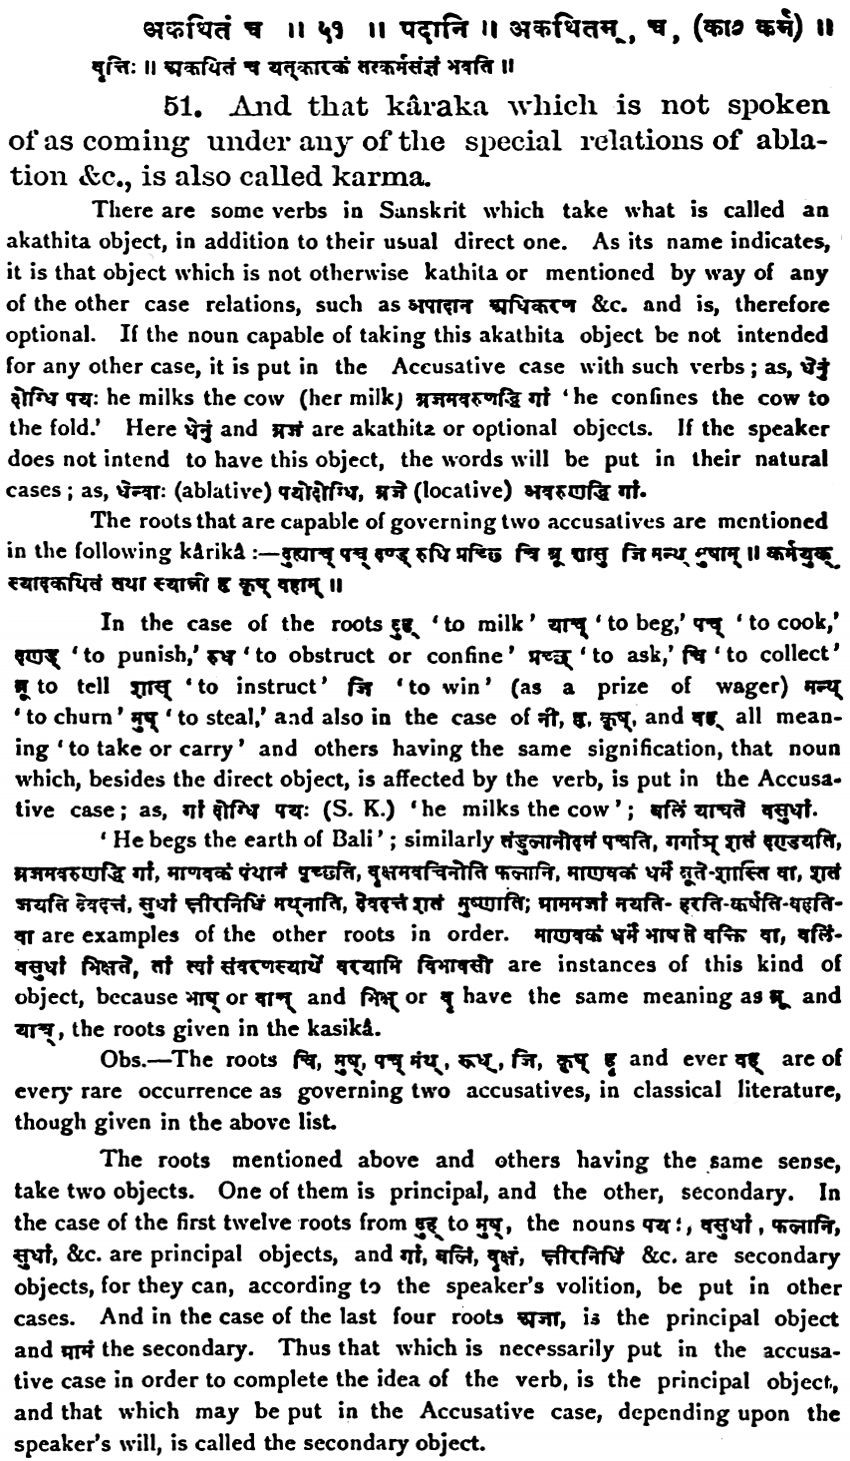 अकथितं च ॥ ५१ ॥ पदानि ॥ अकथितम्, च, (का० कर्म) ॥
वृत्तिः ॥ अकथितं च यत्कारकं तत्कर्मसंज्ञं भवति ॥
51. And that kâraka which is not spoken
of as coming under any of the special relations of abla-
tion &c., is also called karma.
There are some verbs in Sanskrit which take what is called an
akathita object, in addition to their usual direct one. As its name indicates,
it is that object which is not otherwise kathita or mentioned by way of any
of the other case relations, such as अपादान अधिकरण &c. and is, therefore
optional. If the noun capable of taking this akathita object be not intended
for any other case, it is put in the Accusative case with such verbs ; as, धेनुं
दोग्धि पयः he milks the cow (her milk) व्रजमवरुणद्धि गां 'he confines the cow to
the fold.' Here धेनुं and व्रजं are akathita or optional objects. If the speaker
does not intend to have this object, the words will be put in their natural
cases ; as, धेन्वाः (ablative) पयोदोग्धि, व्रजे (locative) अवरुणद्धि गां.
The roots that are capable of governing two accusatives are mentioned
in the following kârikâ :—दुह्याच् पच् दण्ड् रुधि प्रच्छि चि ब्रू शासु जि मन्थ् मुषाम् ॥ कर्मयुक्
स्यादकथितं तथा स्यान्नी हृ कृष् वहाम् ॥
In the case of the roots दुह् 'to milk' याच् 'to beg,' पच् 'to cook,'
दण्ड् 'to punish,' रुध 'to obstruct or confine' प्रच्छ् 'to ask,' चि 'to collect'
ब्रू to tell शास् 'to instruct' जि 'to win' (as a prize of wager) मन्थ्
'to churn' मुष् 'to steal,' and also in the case of नी, हृ, कृष्, and वह् all mean-
ing 'to take or carry' and others having the same signification, that noun
which, besides the direct object, is affected by the verb, is put in the Accusa-
tive case ; as, गां दोग्धि पयः (S. K.) 'he milks the cow' ; बलिं याचते वसुधां.
'He begs the earth of Bali' ; similarly तंडुलानोदनं पचति, गर्गाञ् शतं दण्डयति,
व्रजमवरुणद्धि गां, माणवकं पंथानं पृच्छति, वृक्षमवचिनोति फलानि, माणवकं धर्मं ब्रूते-शास्ति वा, शतं
जयति देवदत्तं, सुधां क्षीरनिधिं मथ्नाति, देवदत्तं शतं मुष्णाति; ग्राममजां नयति- हरति-कर्षति-वहति-
वा are examples of the other roots in order. माणवकं धर्मं भाषते वक्ति वा, बलिं-
वसुधां भिक्षते, तां त्वां संवरणस्यार्थे वरयामि विभावसो are instances of this kind of
object, because भाष् or वच् and भिक्ष् or वृ have the same meaning as ब्रू and
याच्, the roots given in the kasikâ.
Obs.—The roots चि, मुष्, पच् मंथ्, रूध्, जि, कृष् हृ and ever वह् are of
every rare occurrence as governing two accusatives, in classical literature,
though given in the above list.
The roots mentioned above and others having the same sense,
take two objects. One of them is principal, and the other, secondary. In
the case of the first twelve roots from दुह् to मुष्, the nouns पयः, वसुधां, फलानि,
सुधां, &c. are principal objects, and गां, बलिं, वृक्षं, क्षीरनिधिं &c. are secondary
objects, for they can, according to the speaker's volition, be put in other
cases. And in the case of the last four roots अजा, is the principal object
and ग्रामं the secondary. Thus that which is necessarily put in the accusa-
tive case in order to complete the idea of the verb, is the principal object,
and that which may be put in the Accusative case, depending upon the
speaker's will, is called the secondary object.